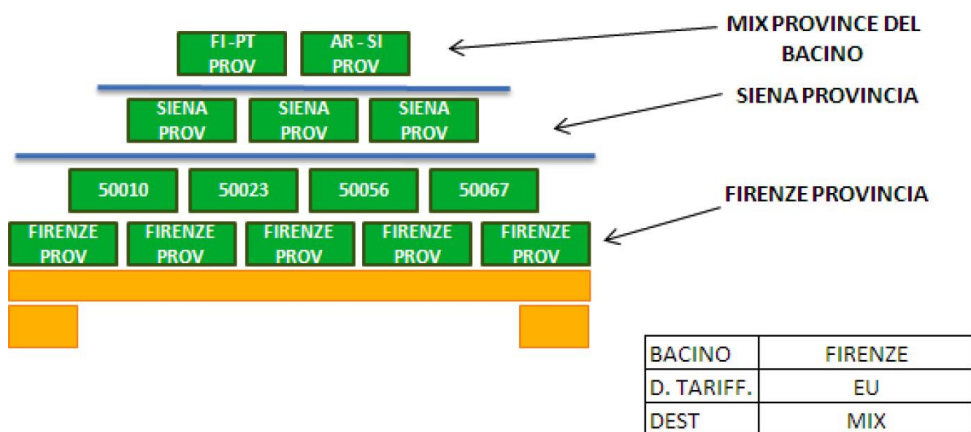 FI -PT
PROV
AR - SI
PROV
MIX PROVINCE DEL
BACINO
SIENA
PROV
SIENA
PROV
SIENA
PROV
SIENA PROVINCIA
50010
50023
50056
50067
FIRENZE PROVINCIA
FIRENZE
PROV
FIRENZE
PROV
FIRENZE
PROV
FIRENZE
PROV
FIRENZE
PROV
BACINO FIRENZE
D. TARIFF. EU
DEST MIX